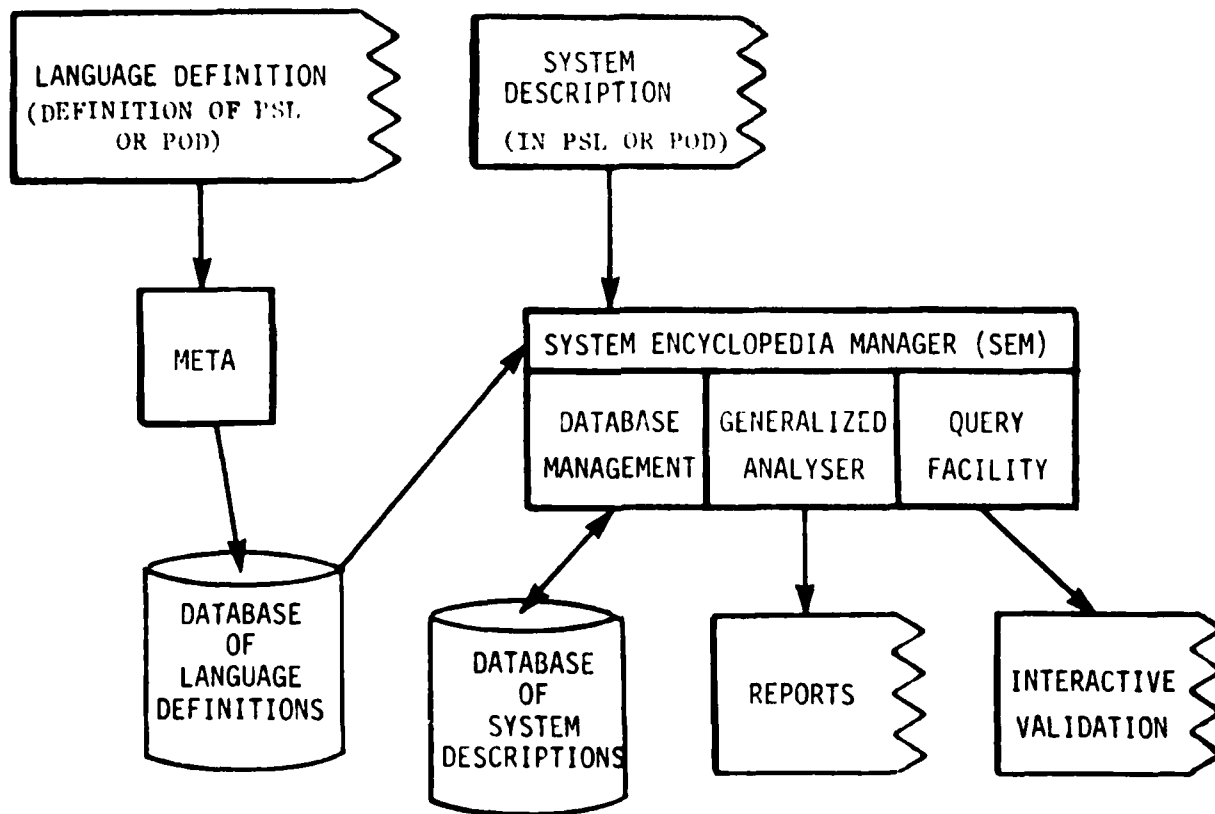 LANGUAGE DEFINITION
(DEFINITION OF PSL
OR POD)
SYSTEM
DESCRIPTION
(IN PSL OR POD)
META
SYSTEM ENCYCLOPEDIA MANAGER (SEM)
DATABASE
MANAGEMENT
GENERALIZED
ANALYSER
QUERY
FACILITY
DATABASE
OF
LANGUAGE
DEFINITIONS
DATABASE
OF
SYSTEM
DESCRIPTIONS
REPORTS
INTERACTIVE
VALIDATION